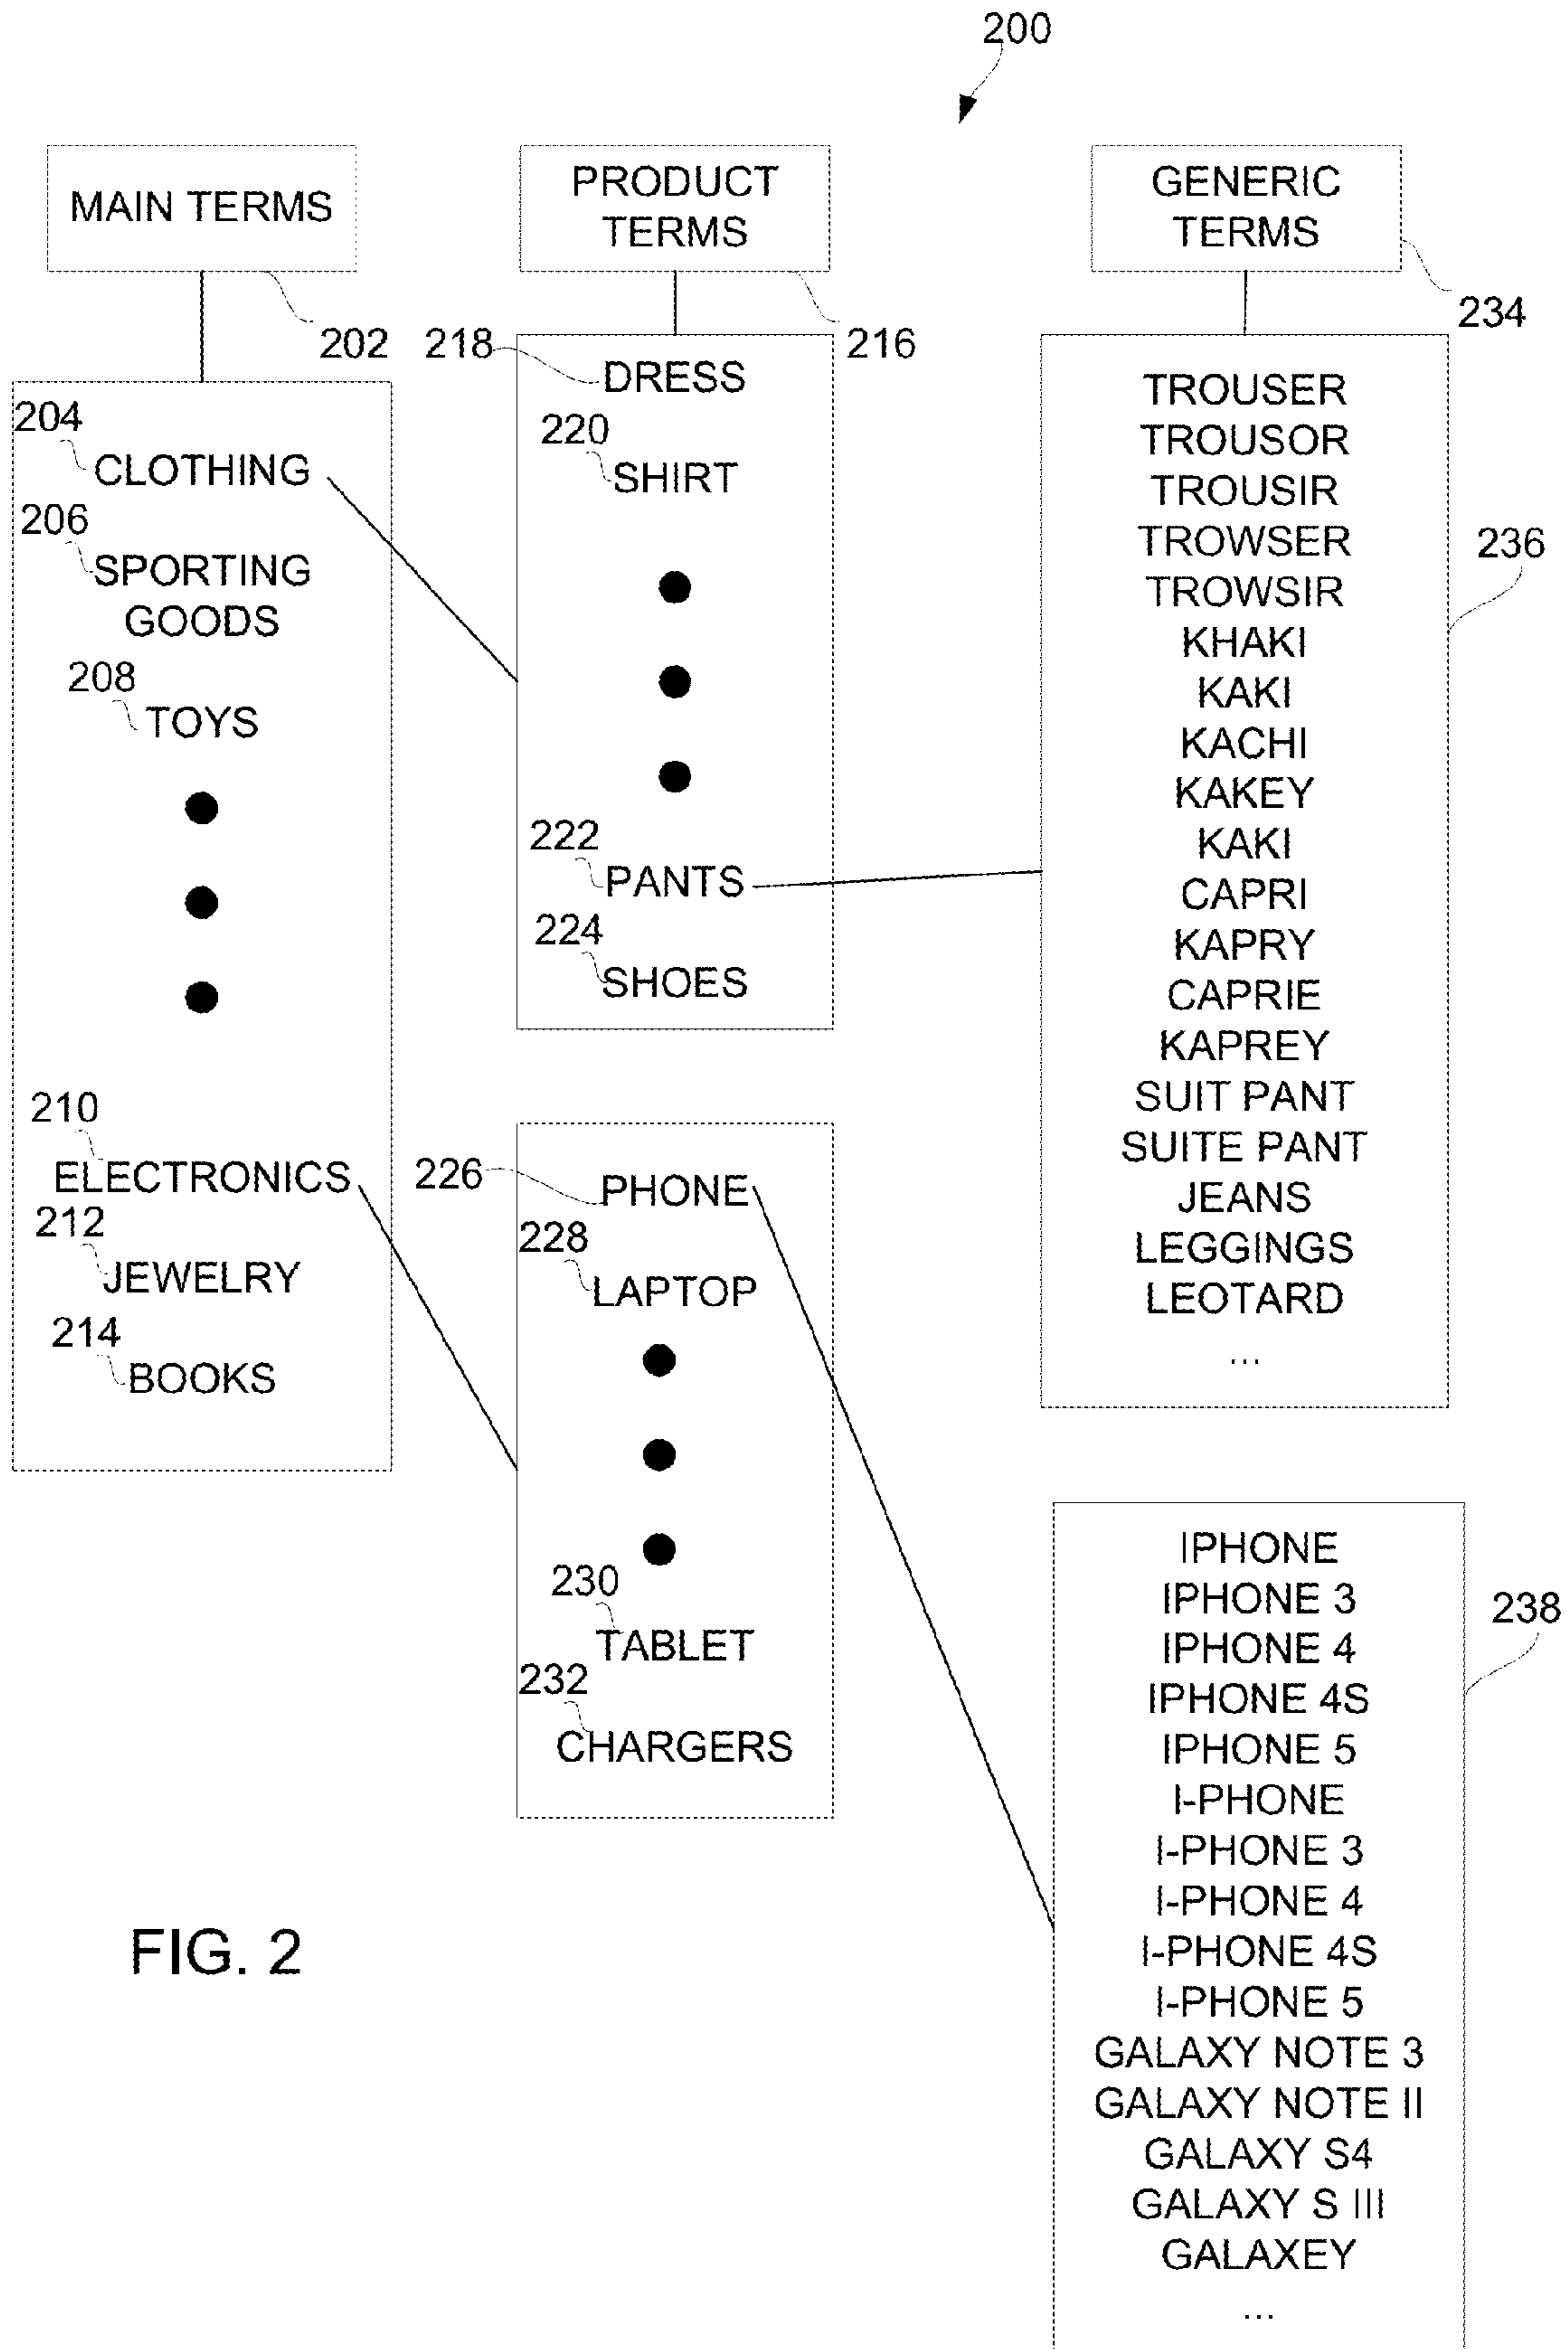 200
MAIN TERMS
202
204
CLOTHING
206
SPORTING
GOODS
208
TOYS
210
ELECTRONICS
212
JEWELRY
214
BOOKS
PRODUCT
TERMS
216
218
DRESS
220
SHIRT
222
PANTS
224
SHOES
226
PHONE
228
LAPTOP
230
TABLET
232
CHARGERS
GENERIC
TERMS
234
TROUSER
TROUSOR
TROUSIR
TROWSER
TROWSIR
KHAKI
KAKI
KACHI
KAKEY
KAKI
CAPRI
KAPRY
CAPRIE
KAPREY
SUIT PANT
SUITE PANT
JEANS
LEGGINGS
LEOTARD
...
236
IPHONE
IPHONE 3
IPHONE 4
IPHONE 4S
IPHONE 5
I-PHONE
I-PHONE 3
I-PHONE 4
I-PHONE 4S
I-PHONE 5
GALAXY NOTE 3
GALAXY NOTE II
GALAXY S4
GALAXY S III
GALAXEY
...
238
FIG. 2